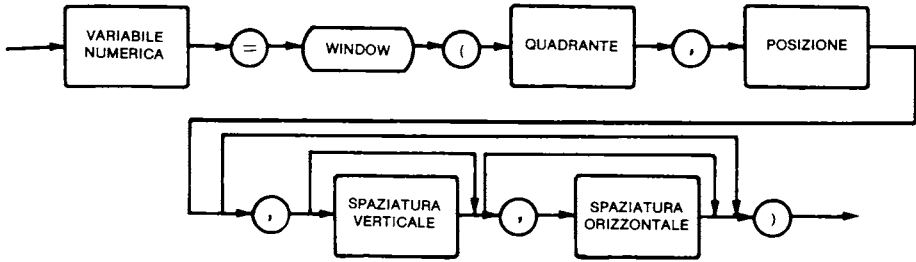 VARIABILE
NUMERICA
=
WINDOW
(
QUADRANTE
,
POSIZIONE
,
SPAZIATURA
VERTICALE
,
SPAZIATURA
ORIZZONTALE
)